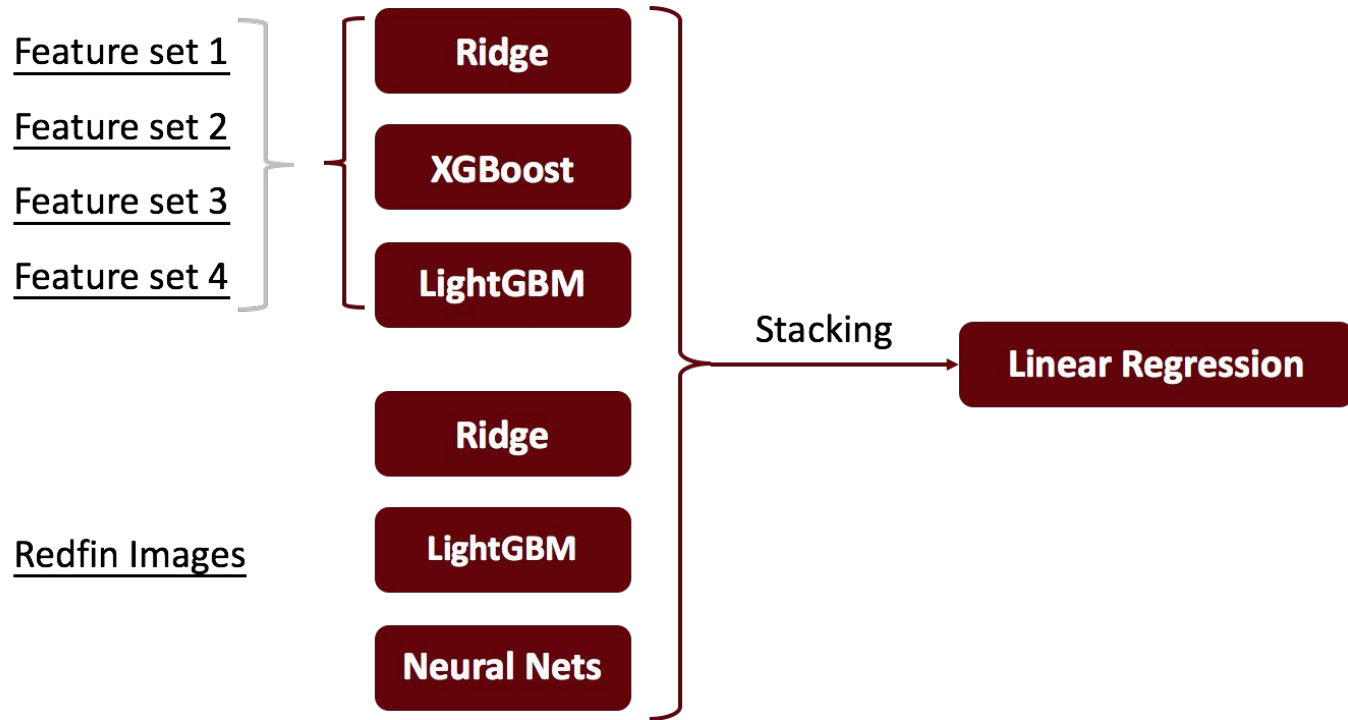 Feature set 1
Feature set 2
Feature set 3
Feature set 4
Redfin Images
Ridge
XGBoost
LightGBM
Ridge
LightGBM
Neural Nets
Stacking
Linear Regression